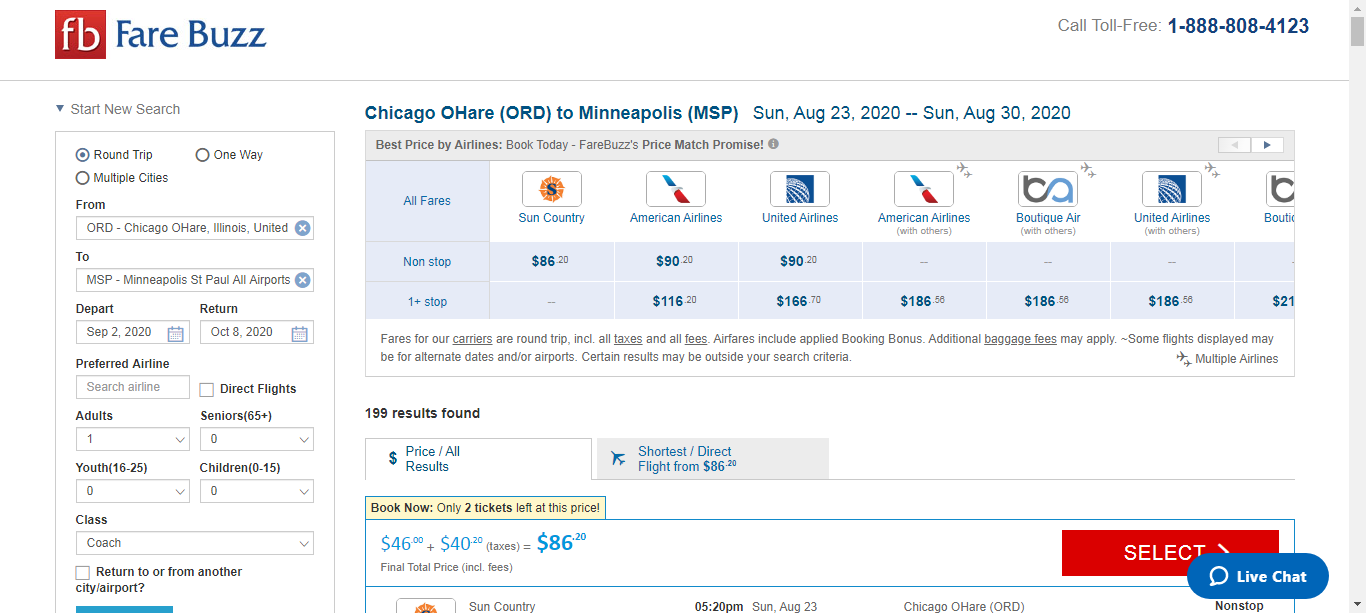 fb Fare Buzz
Call Toll-Free: 1-888-808-4123
Start New Search
Round Trip
One Way
Multiple Cities
From
ORD - Chicago OHare, Illinois, United
To
MSP - Minneapolis St Paul All Airports
Depart
Return
Sep 2, 2020
Oct 8, 2020
Preferred Airline
Search airline
Direct Flights
Adults
Seniors(65+)
1
0
Youth(16-25)
Children(0-15)
0
0
Class
Coach
Return to or from another
city/airport?
Chicago OHare (ORD) to Minneapolis (MSP) Sun, Aug 23, 2020 -- Sun, Aug 30, 2020
Best Price by Airlines: Book Today - FareBuzz's Price Match Promise!
All Fares
Sun Country
American Airlines
United Airlines
American Airlines
(with others)
Boutique Air
(with others)
United Airlines
(with others)
Boutic
Non stop
$86.20
$90.20
$90.20
--
--
--
1+ stop
--
$116.20
$166.70
$186.56
$186.56
$186.56
$21
Fares for our carriers are round trip, incl. all taxes and all fees. Airfares include applied Booking Bonus. Additional baggage fees may apply. ~Some flights displayed may
be for alternate dates and/or airports. Certain results may be outside your search criteria.
Multiple Airlines
199 results found
$ Price / All
Results
Shortest / Direct
Flight from $86.20
Book Now: Only 2 tickets left at this price!
$46.00 + $40.20 (taxes) = $86.20
Final Total Price (incl. fees)
SELECT
Live Chat
Sun Country
05:20pm Sun, Aug 23
Chicago OHare (ORD)
Nonstop